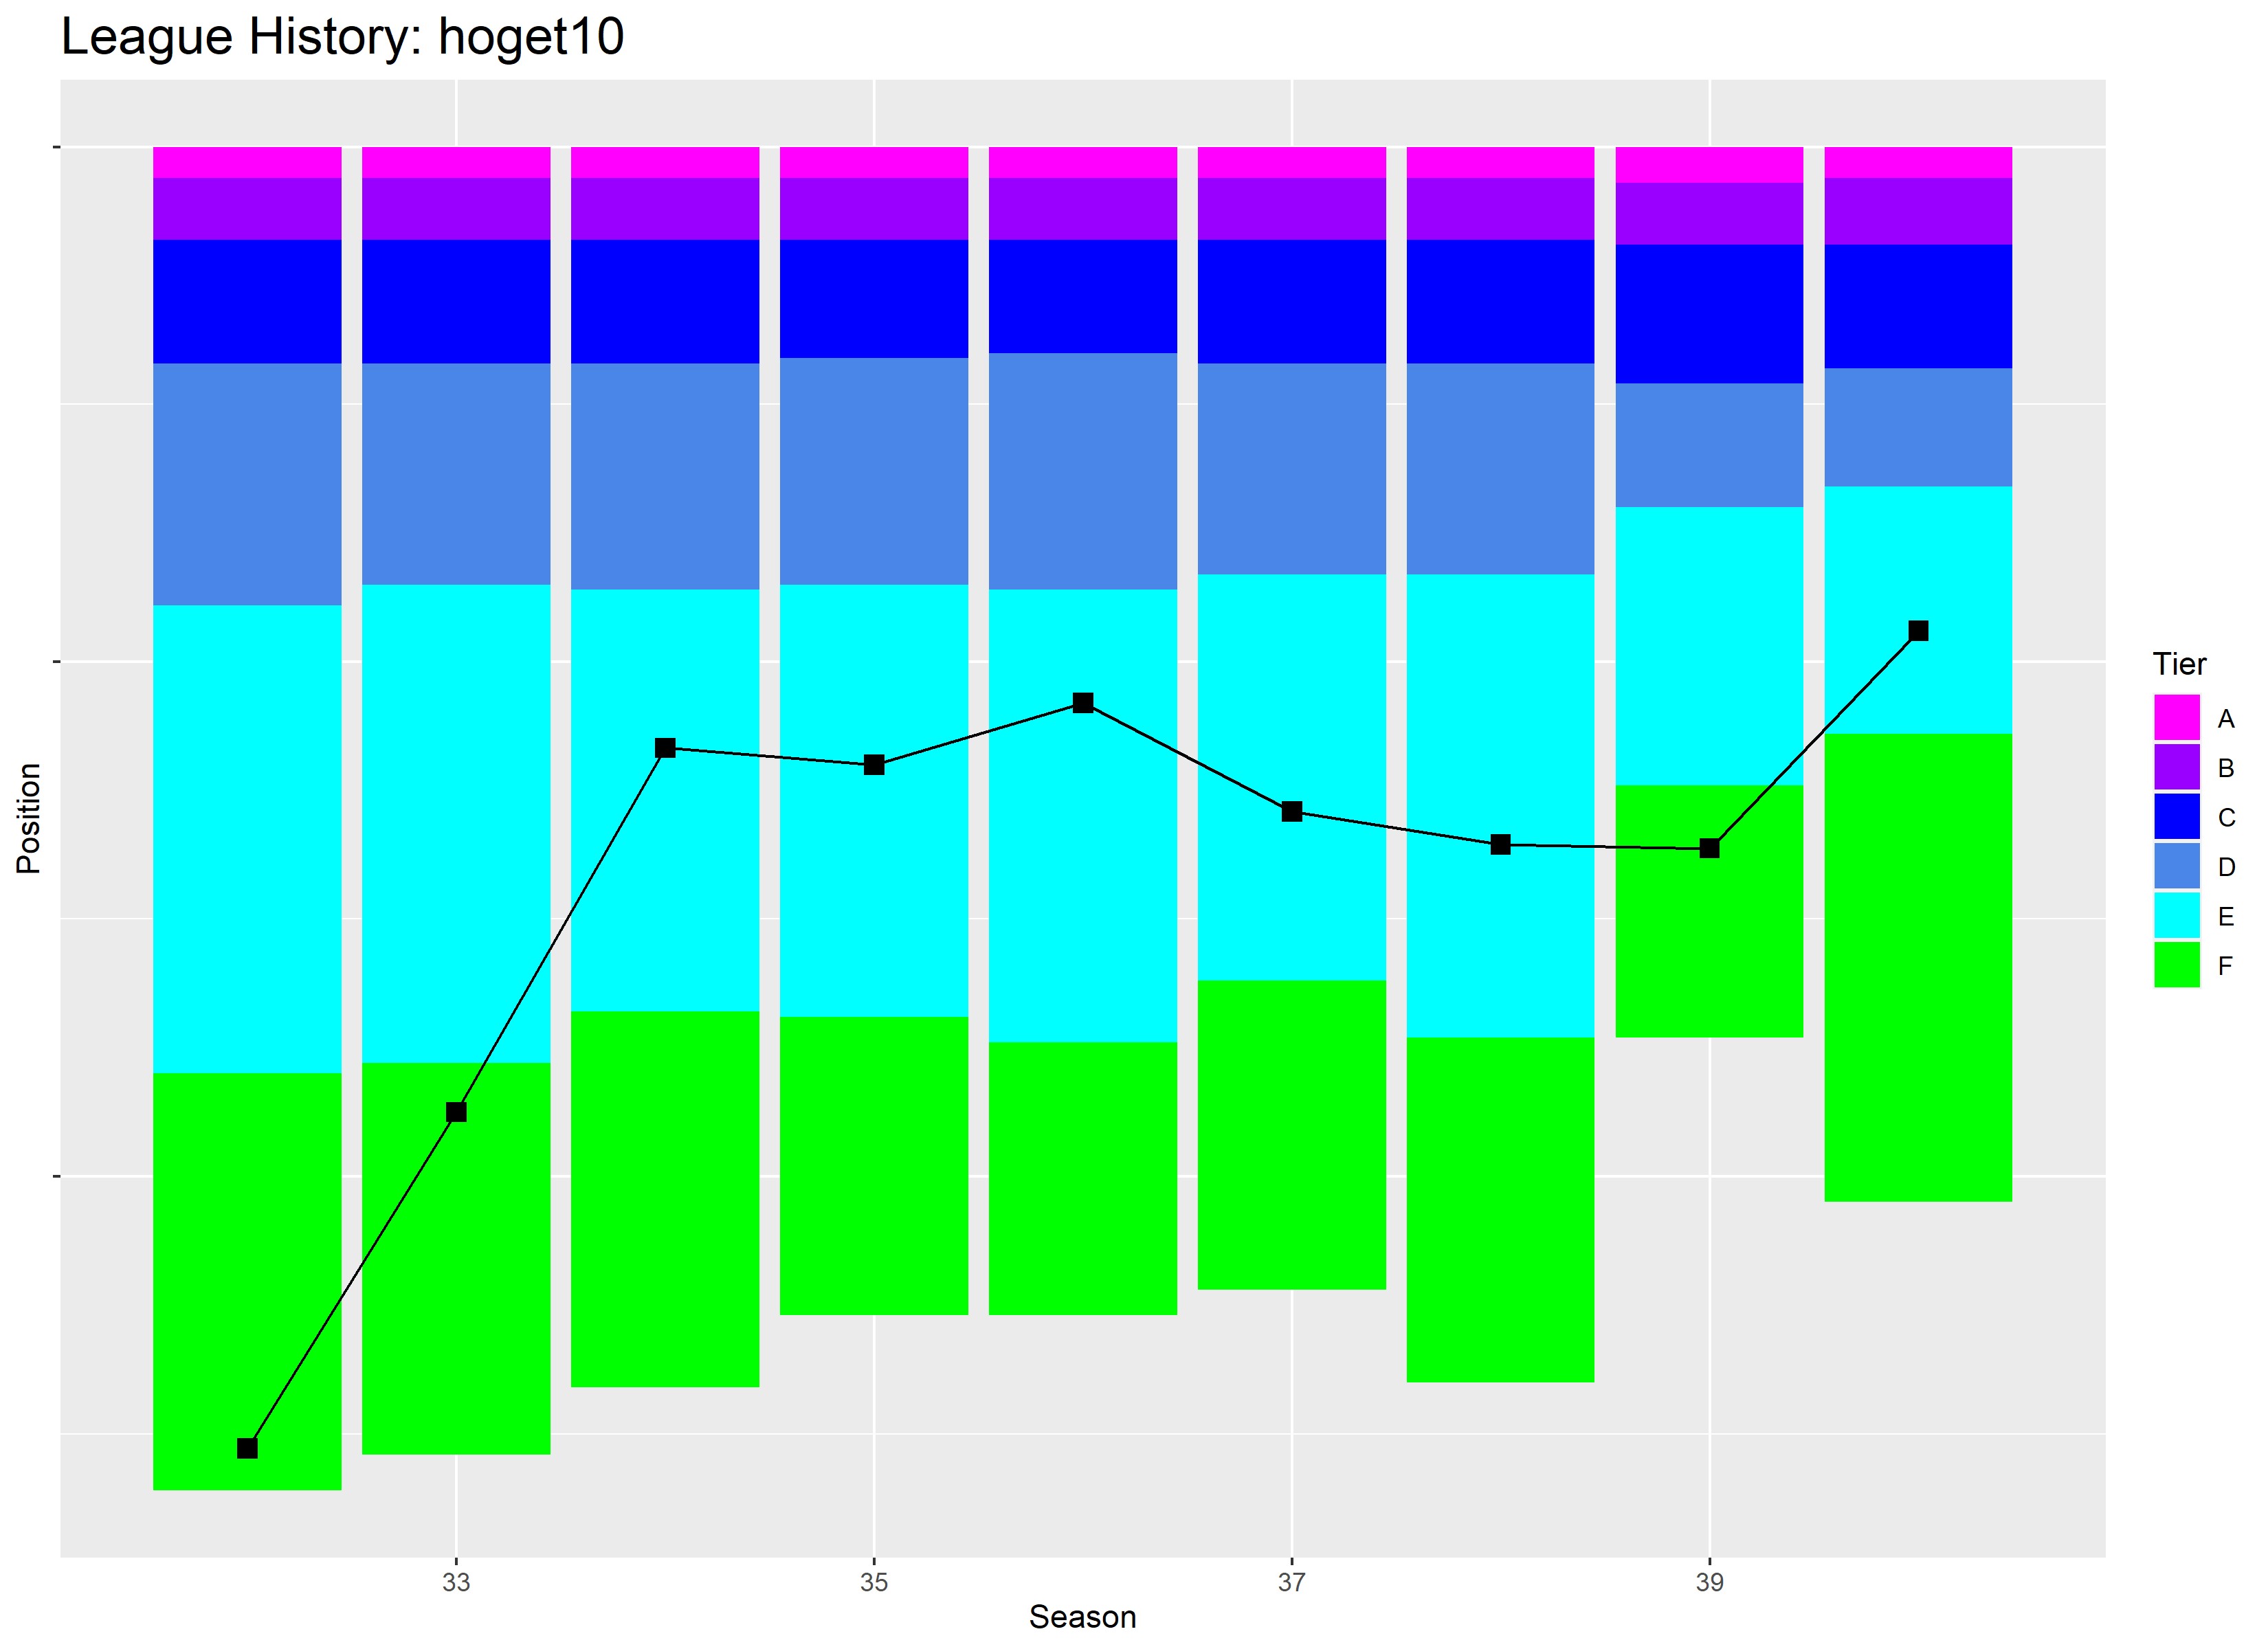 League History: hoget10
Position
33
35
37
39
Season
Tier
A
B
C
D
E
F